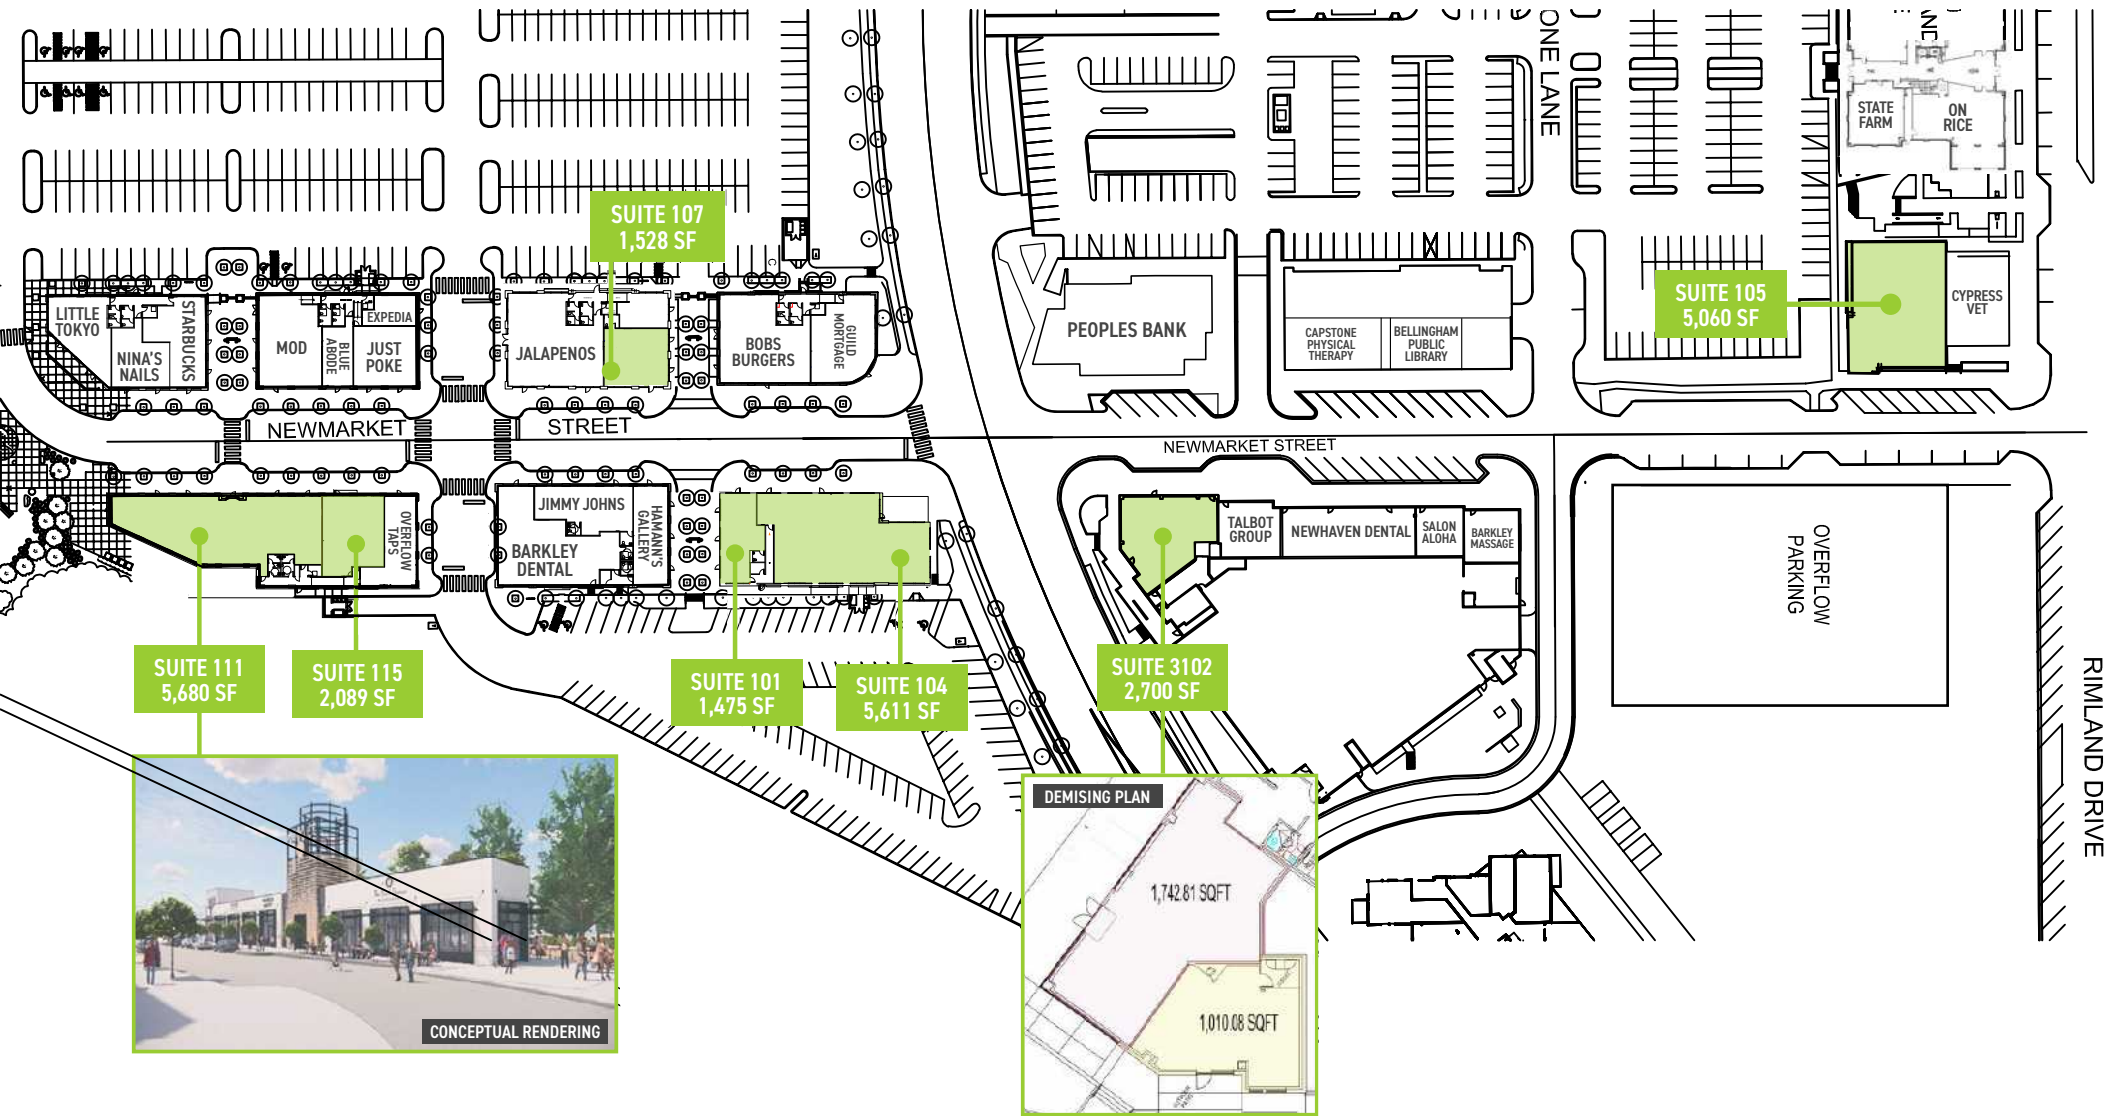 ONE LANE
STATE
FARM
ON
RICE
SUITE 107
1,528 SF
SUITE 105
5,060 SF
CYPRESS
VET
LITTLE
TOKYO
NINA'S
NAILS
STARBUCKS
MOD
BLUE
ABODE
EXPEDIA
JUST
POKE
JALAPENOS
BOBS
BURGERS
GUILD
MORTGAGE
PEOPLES BANK
CAPSTONE
PHYSICAL
THERAPY
BELLINGHAM
PUBLIC
LIBRARY
NEWMARKET STREET
NEWMARKET STREET
OVERFLOW
TAPS
JIMMY JOHNS
BARKLEY
DENTAL
HAMANN'S
GALLERY
TALBOT
GROUP
NEWHAVEN DENTAL
SALON
ALOHA
BARKLEY
MASSAGE
OVERFLOW
PARKING
RIMLAND DRIVE
SUITE 111
5,680 SF
SUITE 115
2,089 SF
SUITE 101
1,475 SF
SUITE 104
5,611 SF
SUITE 3102
2,700 SF
DEMISING PLAN
1,742.81 SQFT
1,010.08 SQFT
CONCEPTUAL RENDERING